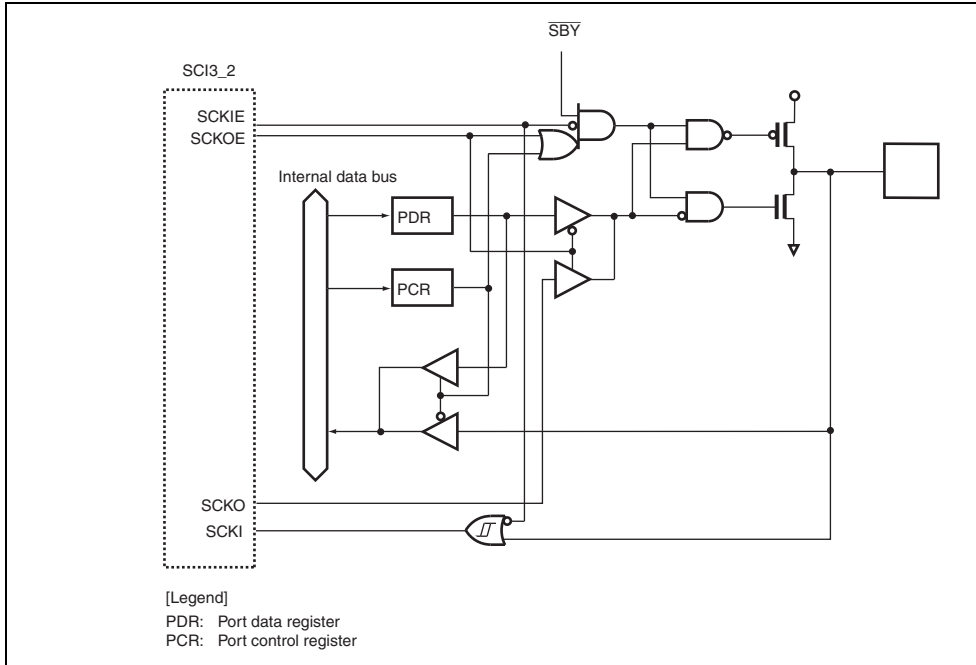 SBY
SCI3_2
SCKIE
SCKOE
Internal data bus
PDR
PCR
SCKO
SCKI
[Legend]
PDR: Port data register
PCR: Port control register